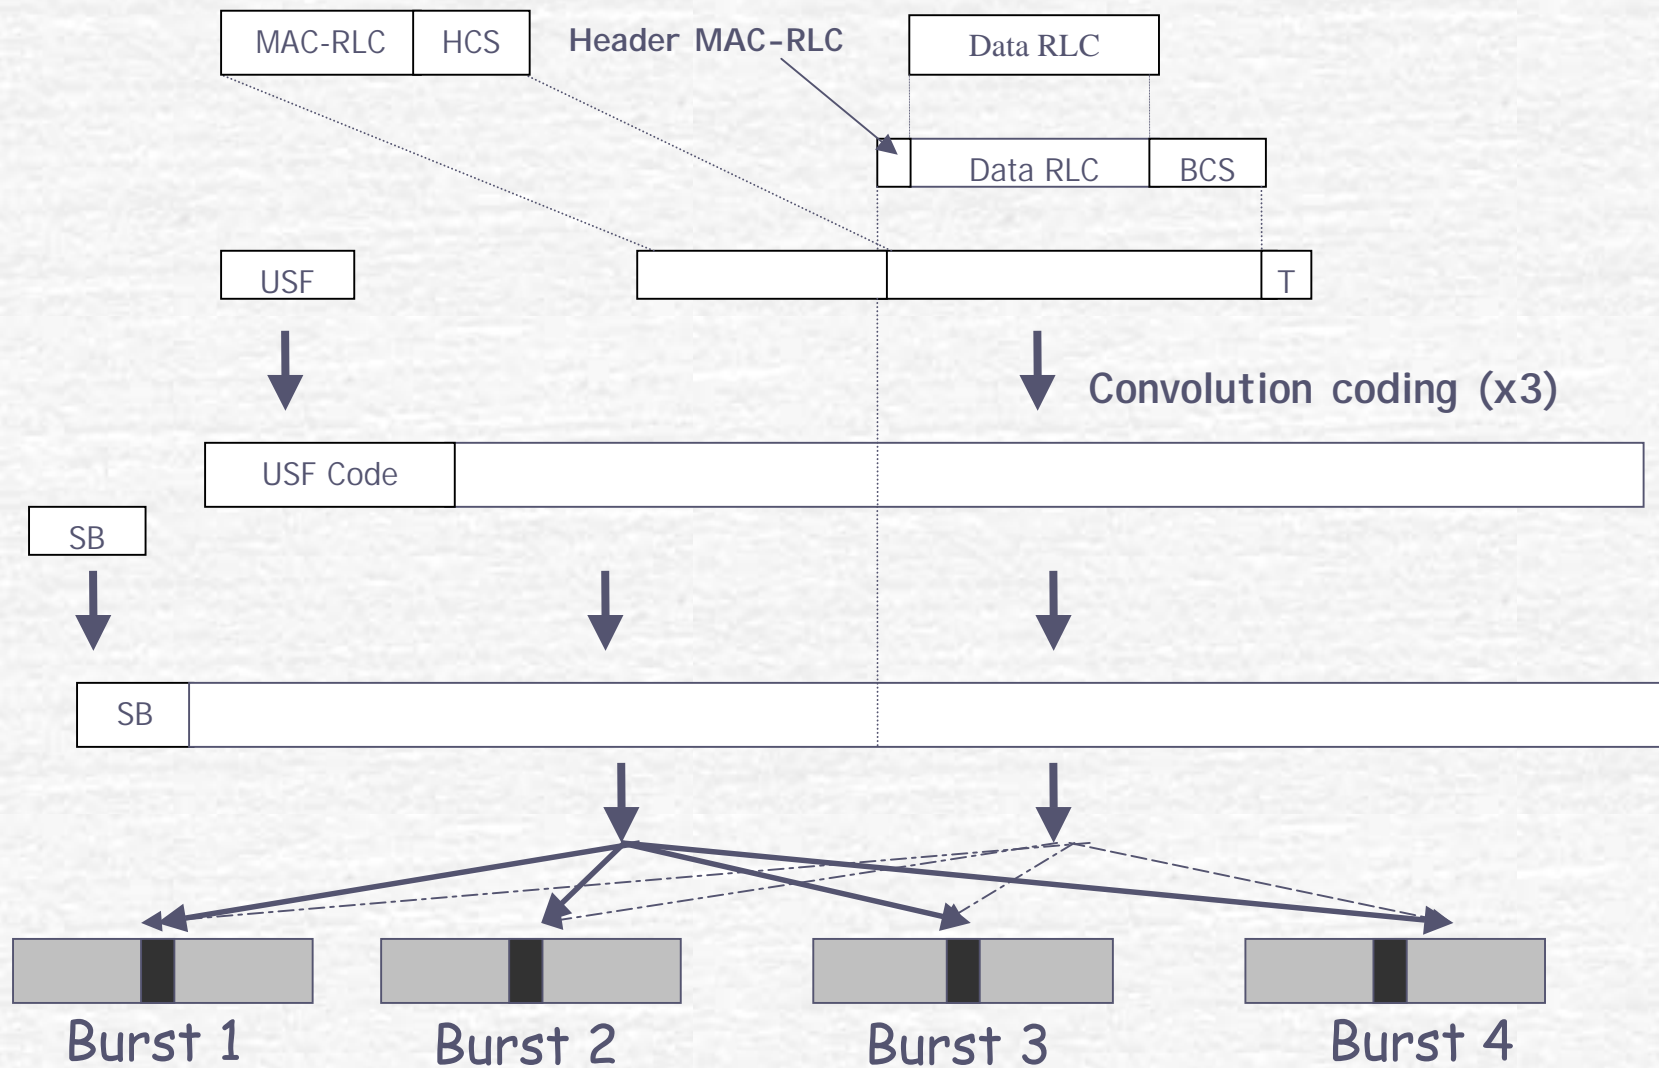 MAC-RLC HCS Header MAC-RLC Data RLC
Data RLC BCS
USF T
Convolution coding (x3)
USF Code
SB
SB
Burst 1 Burst 2 Burst 3 Burst 4